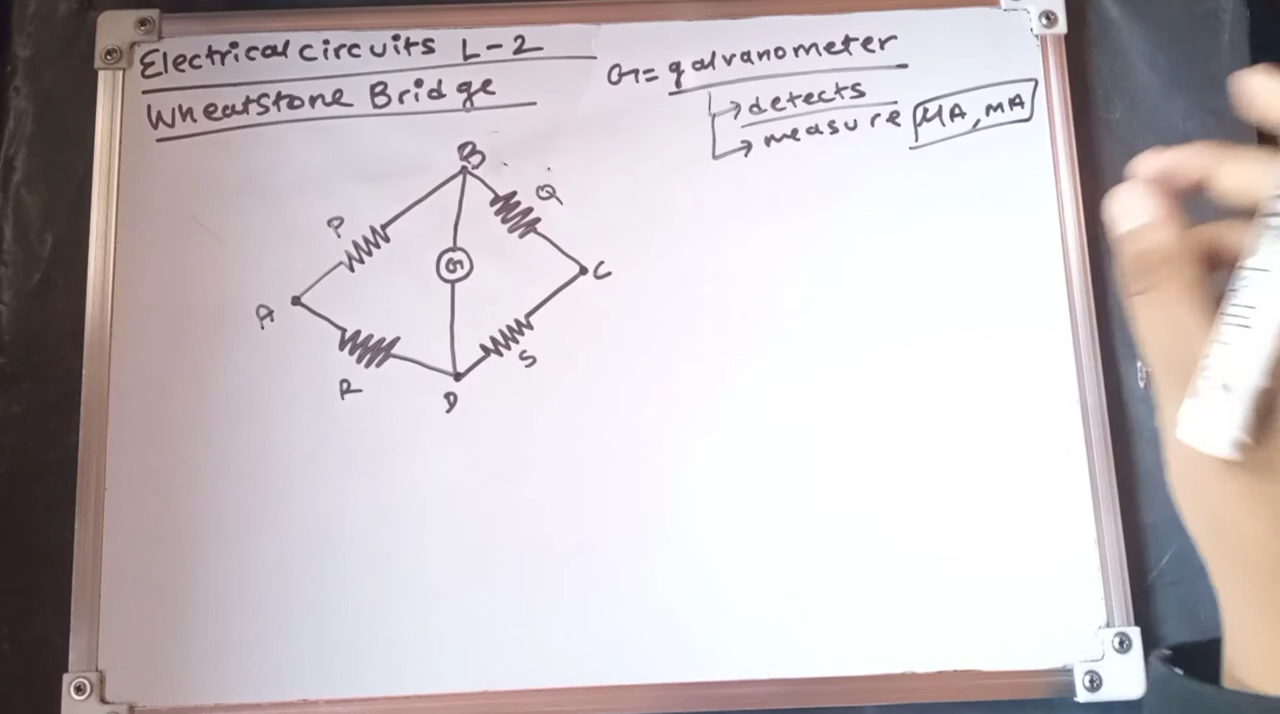 Electrical circuits L-2
Wheatstone Bridge
G = galvanometer
→ detects
→ measure μA, mA
B
P
Q
G
A
C
R
S
D